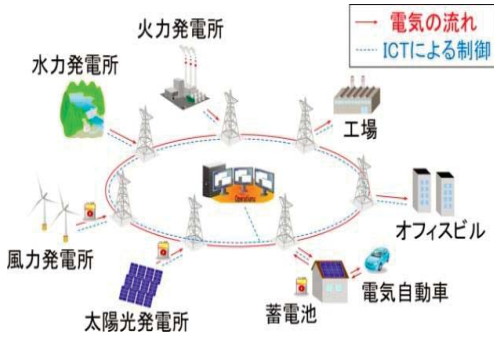 電気の流れ
ICTによる制御
火力発電所
水力発電所
工場
Operations
オフィスビル
風力発電所
電気自動車
蓄電池
太陽光発電所